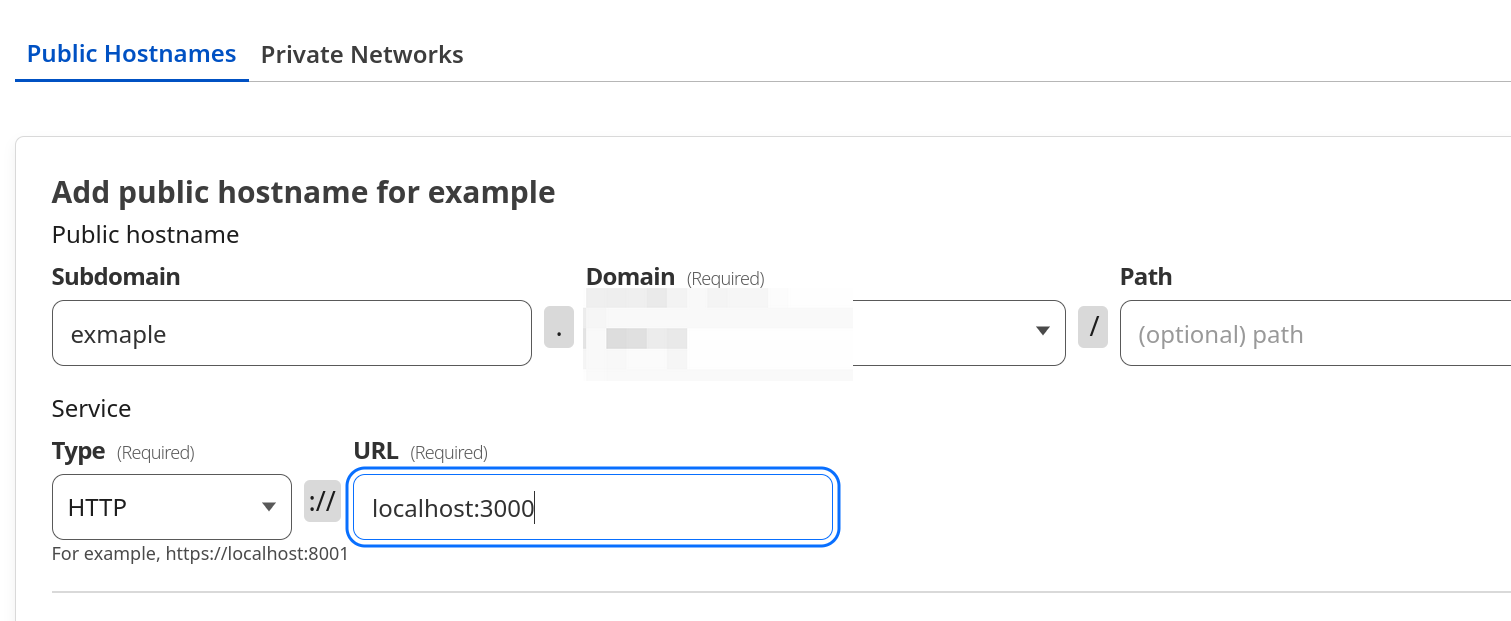 Public Hostnames Private Networks
Add public hostname for example
Public hostname
Subdomain Domain (Required) Path
exmaple . / (optional) path
Service
Type (Required) URL (Required)
HTTP :// localhost:3000
For example, https://localhost:8001